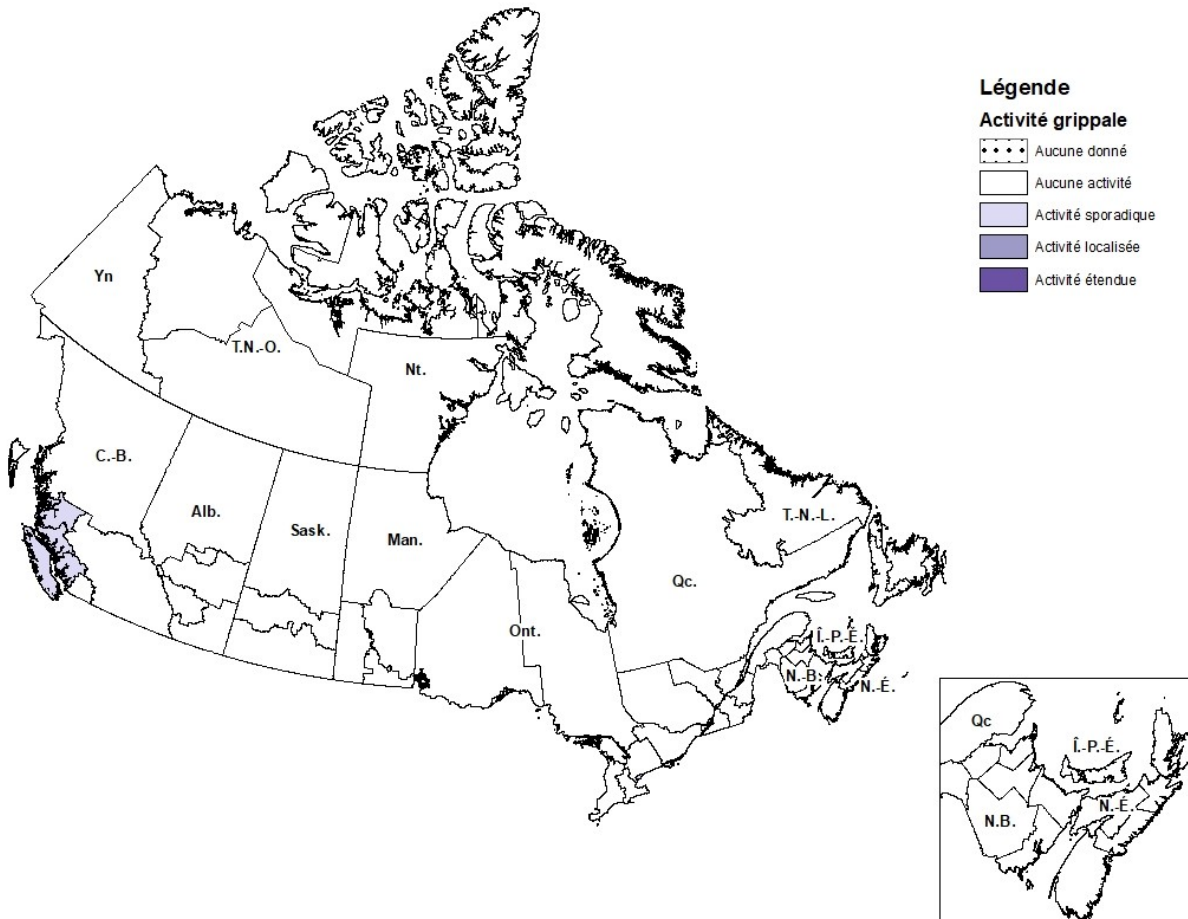 Légende
Activité grippale
Aucune donné
Aucune activité
Activité sporadique
Activité localisée
Activité étendue
Yn
T.N.-O.
Nt.
C.-B.
Alb.
Sask.
Man.
T.-N.-L.
Qc.
Ont.
Î.-P.-É.
N.-B.
N.-É.
Qc
Î.-P.-É.
N.-É.
N.B.